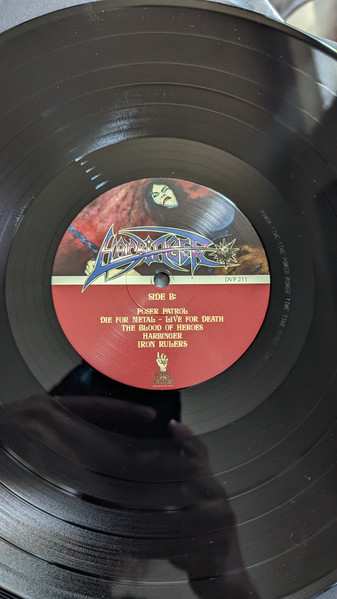 HARBINGER
DVP 211
SIDE B:
POSER PATROL
DIE FOR METAL - LIVE FOR DEATH
THE BLOOD OF HEROES
HARBINGER
IRON RULERS